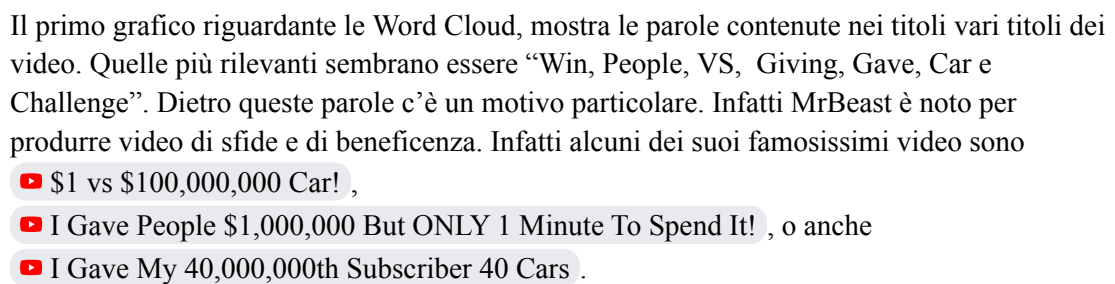 Il primo grafico riguardante le Word Cloud, mostra le parole contenute nei titoli vari titoli dei
video. Quelle più rilevanti sembrano essere “Win, People, VS,  Giving, Gave, Car e
Challenge”. Dietro queste parole c’è un motivo particolare. Infatti MrBeast è noto per
produrre video di sfide e di beneficenza. Infatti alcuni dei suoi famosissimi video sono
$1 vs $100,000,000 Car! ,
I Gave People $1,000,000 But ONLY 1 Minute To Spend It! , o anche
I Gave My 40,000,000th Subscriber 40 Cars .